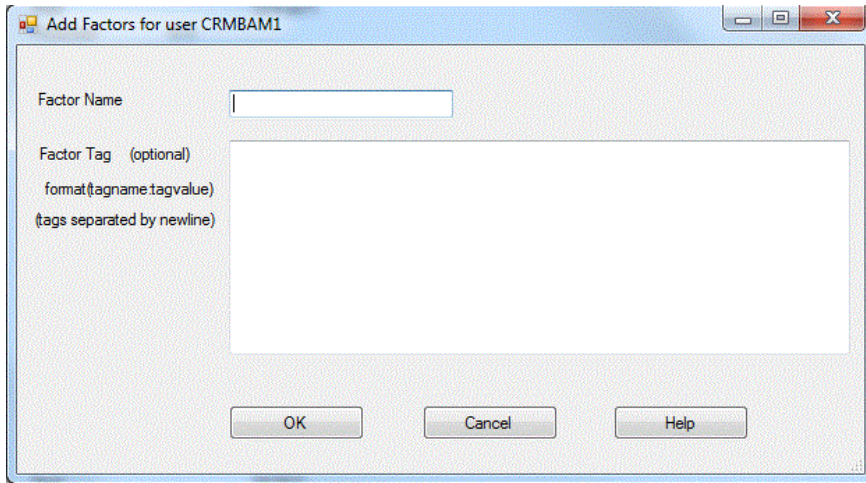 Add Factors for user CRMBAM1
Factor Name
Factor Tag (optional)
format(tagname:tagvalue)
(tags separated by newline)
OK Cancel Help